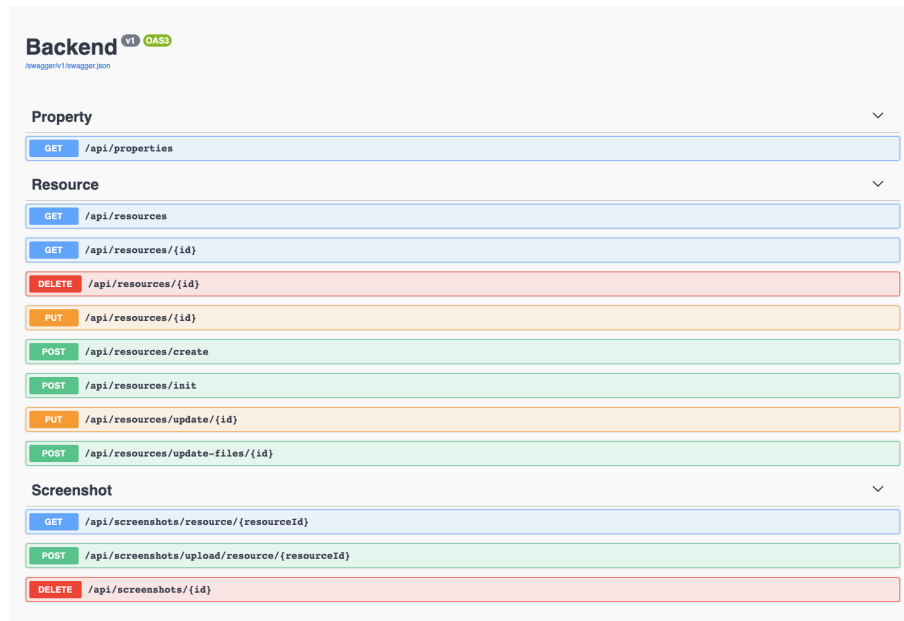 Backend v1 OAS3
/swagger/v1/swagger.json
Property
GET /api/properties
Resource
GET /api/resources
GET /api/resources/{id}
DELETE /api/resources/{id}
PUT /api/resources/{id}
POST /api/resources/create
POST /api/resources/init
PUT /api/resources/update/{id}
POST /api/resources/update-files/{id}
Screenshot
GET /api/screenshots/resource/{resourceId}
POST /api/screenshots/upload/resource/{resourceId}
DELETE /api/screenshots/{id}